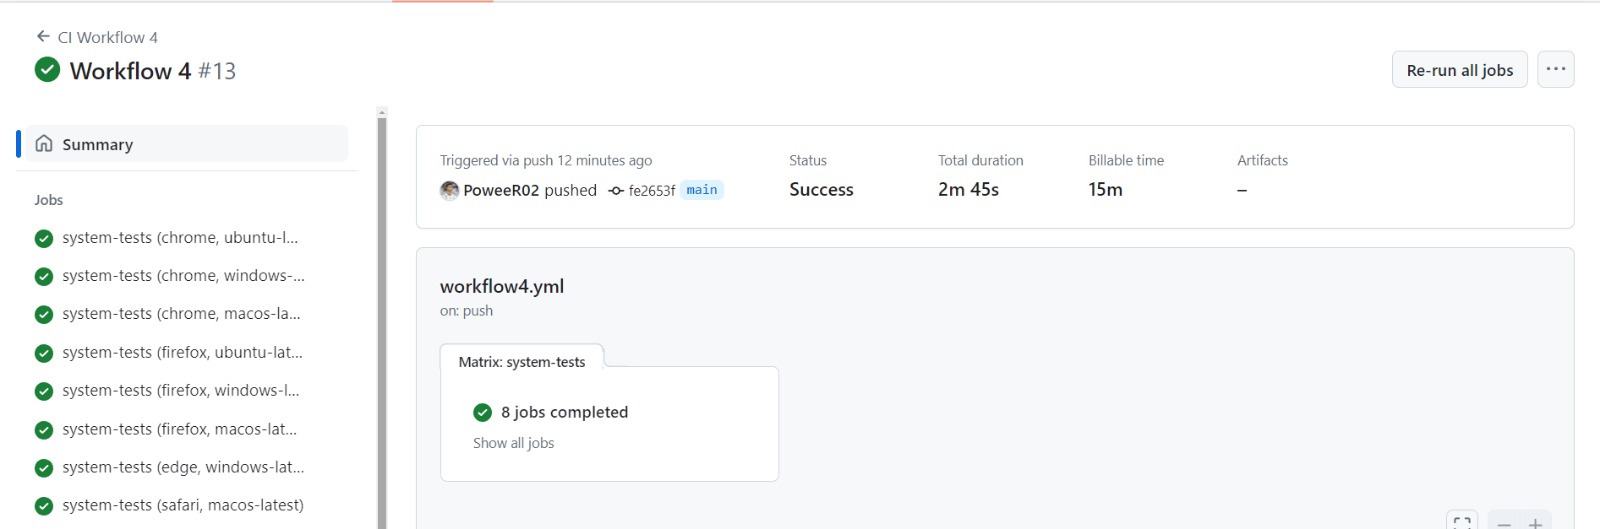 CI Workflow 4
Workflow 4 #13
Re-run all jobs
Summary
Jobs
system-tests (chrome, ubuntu-l...
system-tests (chrome, windows-...
system-tests (chrome, macos-la...
system-tests (firefox, ubuntu-lat...
system-tests (firefox, windows-l...
system-tests (firefox, macos-lat...
system-tests (edge, windows-lat...
system-tests (safari, macos-latest)
Triggered via push 12 minutes ago
PoweeR02 pushed fe2653f main
Status
Success
Total duration
2m 45s
Billable time
15m
Artifacts
–
workflow4.yml
on: push
Matrix: system-tests
8 jobs completed
Show all jobs